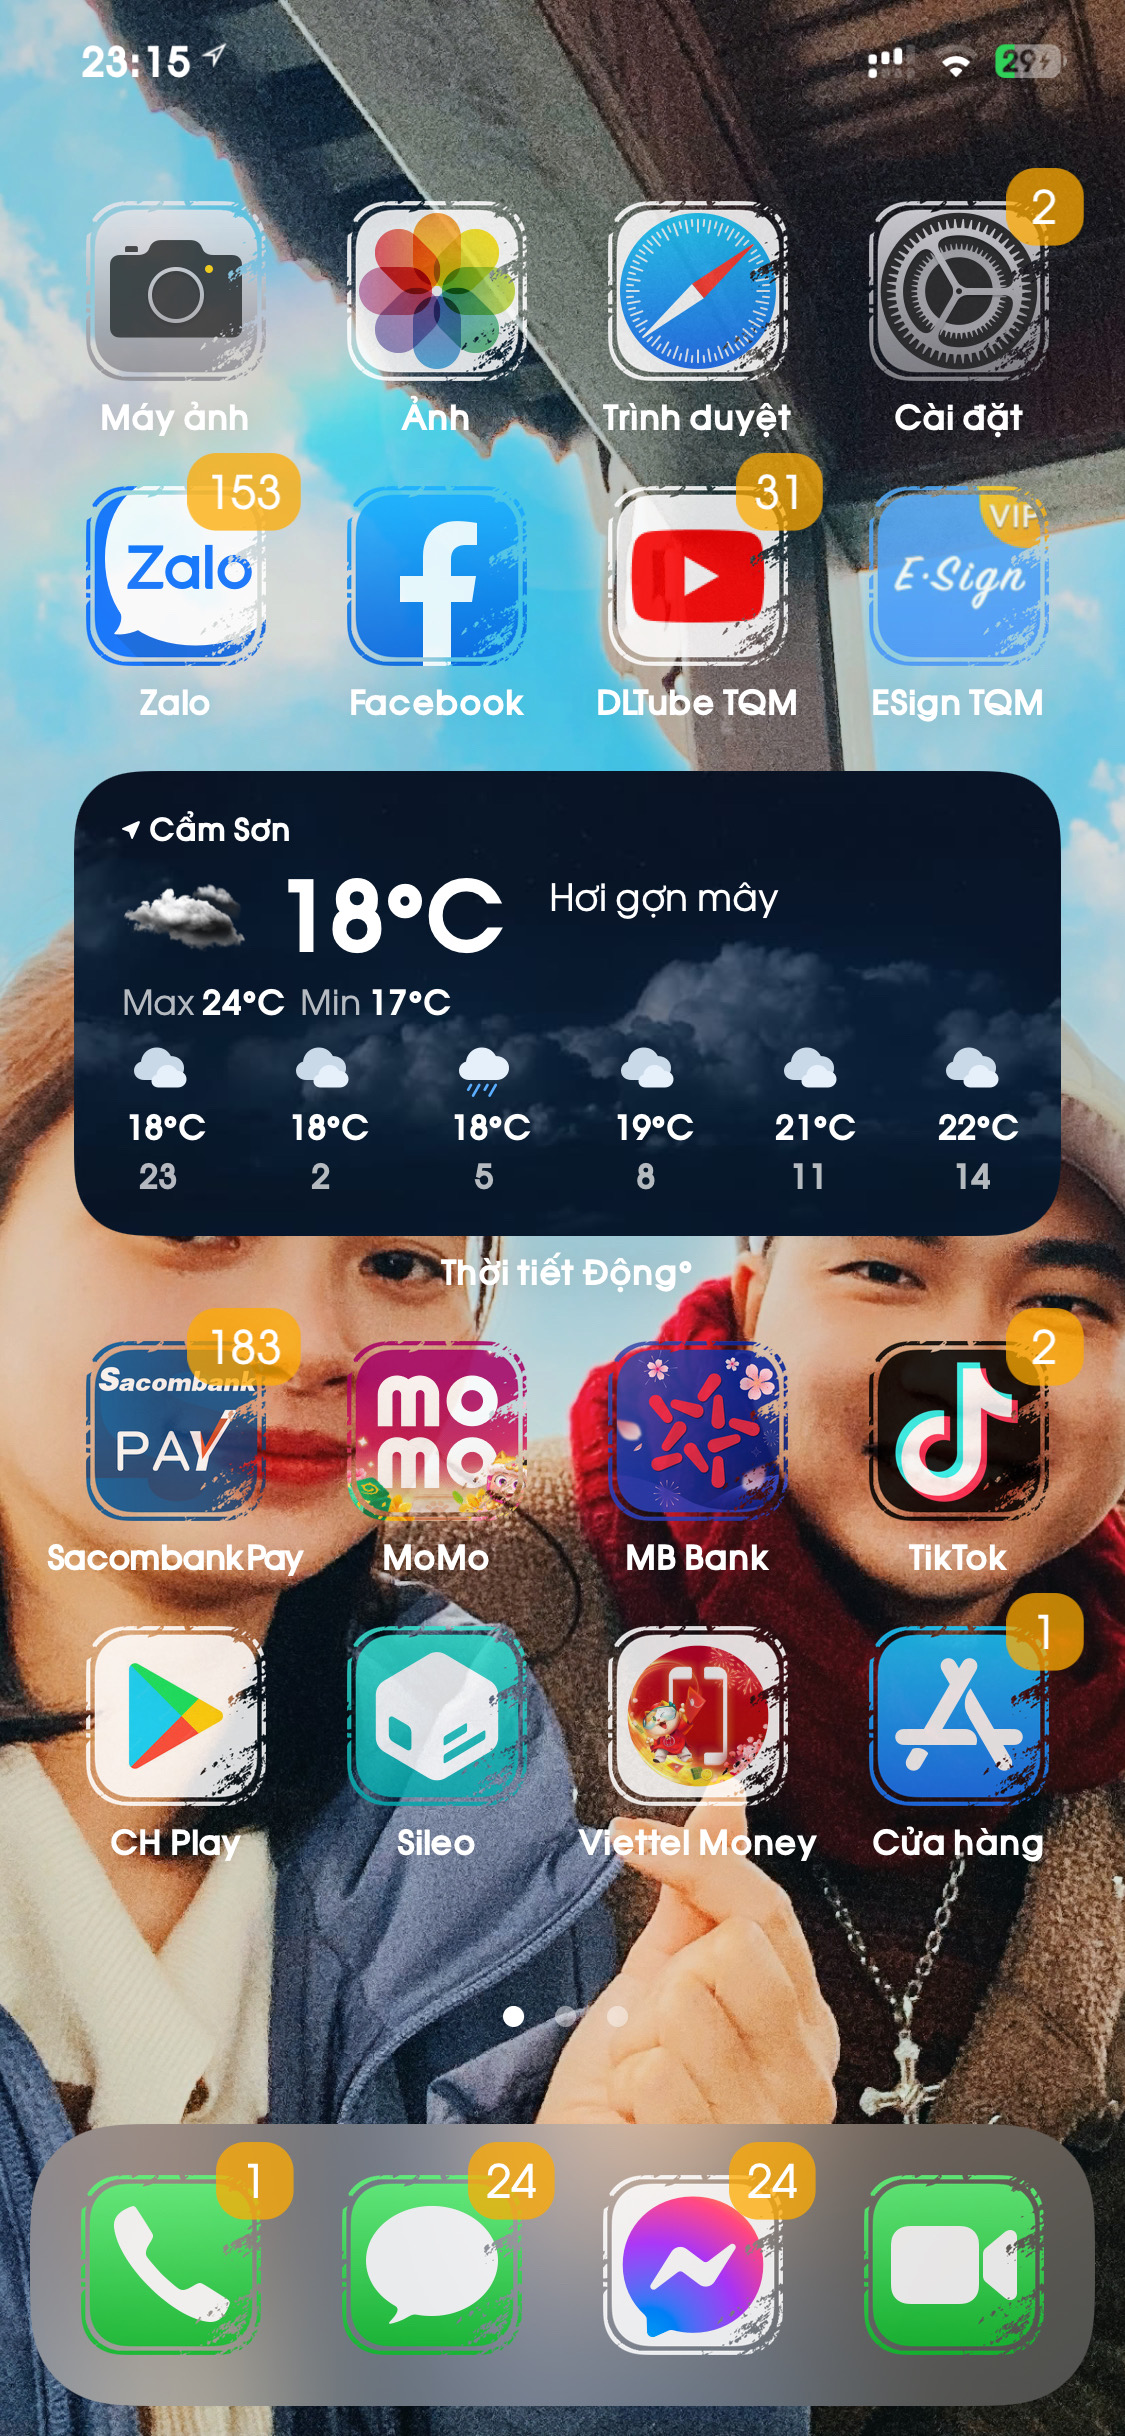 23:15
29
2
Máy ảnh
Ảnh
Trình duyệt
Cài đặt
153
31
VIP
Zalo
E·Sign
Zalo
Facebook
DLTube TQM
ESign TQM
Cẩm Sơn
18°C
Hơi gợn mây
Max 24°C Min 17°C
18°C 18°C 18°C 19°C 21°C 22°C
23 2 5 8 11 14
Thời tiết Động°
183
2
Sacombank
PAY
mo
mo
SacombankPay
MoMo
MB Bank
TikTok
1
CH Play
Sileo
Viettel Money
Cửa hàng
1
24
24